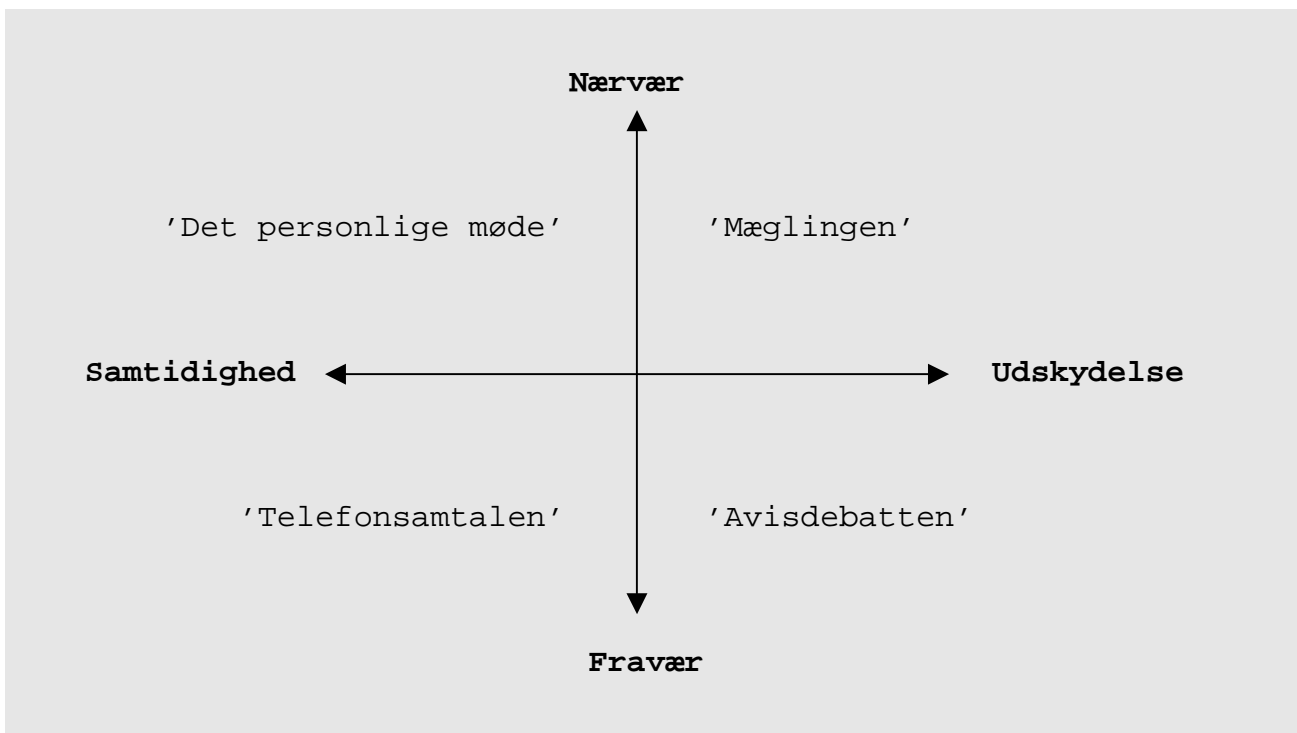 Nærvær
’Det personlige møde’ ’Mæglingen’
Samtidighed Udskydelse
’Telefonsamtalen’ ’Avisdebatten’
Fravær